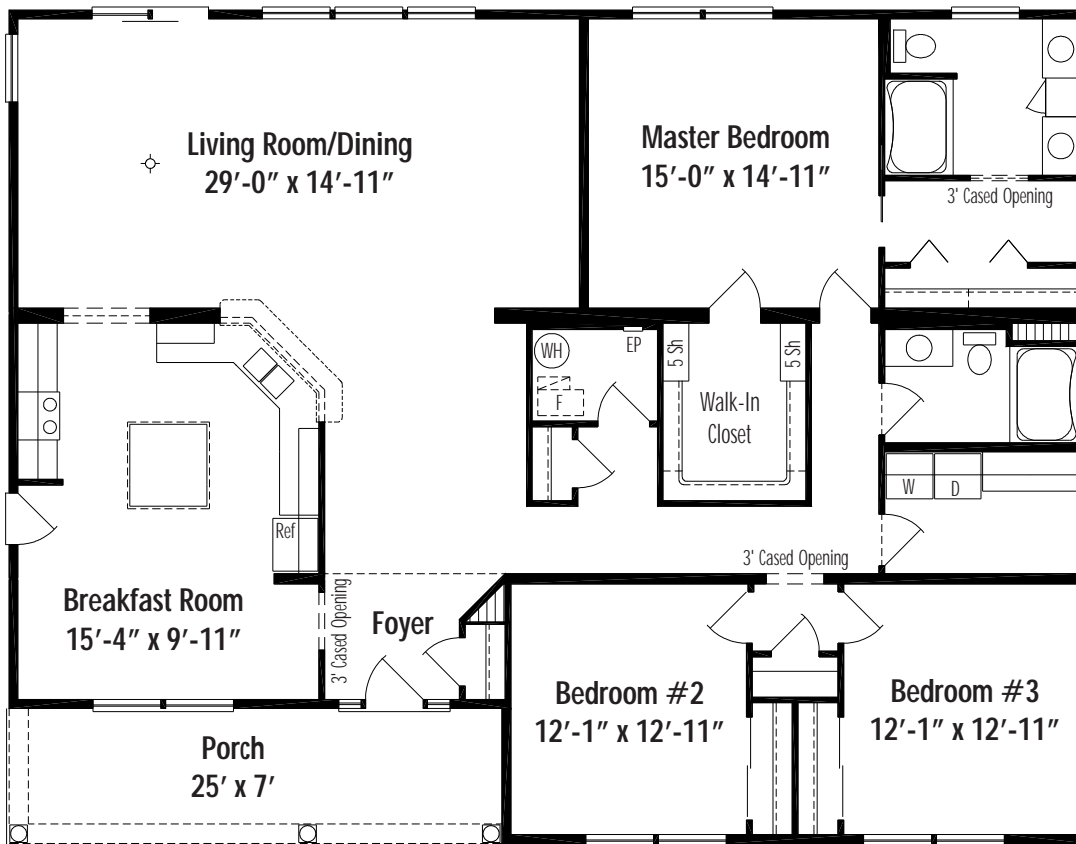 Living Room/Dining
29'-0" x 14'-11"
Master Bedroom
15'-0" x 14'-11"
3' Cased Opening
WH
EP
F
5 Sh
5 Sh
Walk-In
Closet
W
D
Ref
3' Cased Opening
Breakfast Room
15'-4" x 9'-11"
3' Cased Opening
Foyer
Bedroom #2
12'-1" x 12'-11"
Bedroom #3
12'-1" x 12'-11"
Porch
25' x 7'